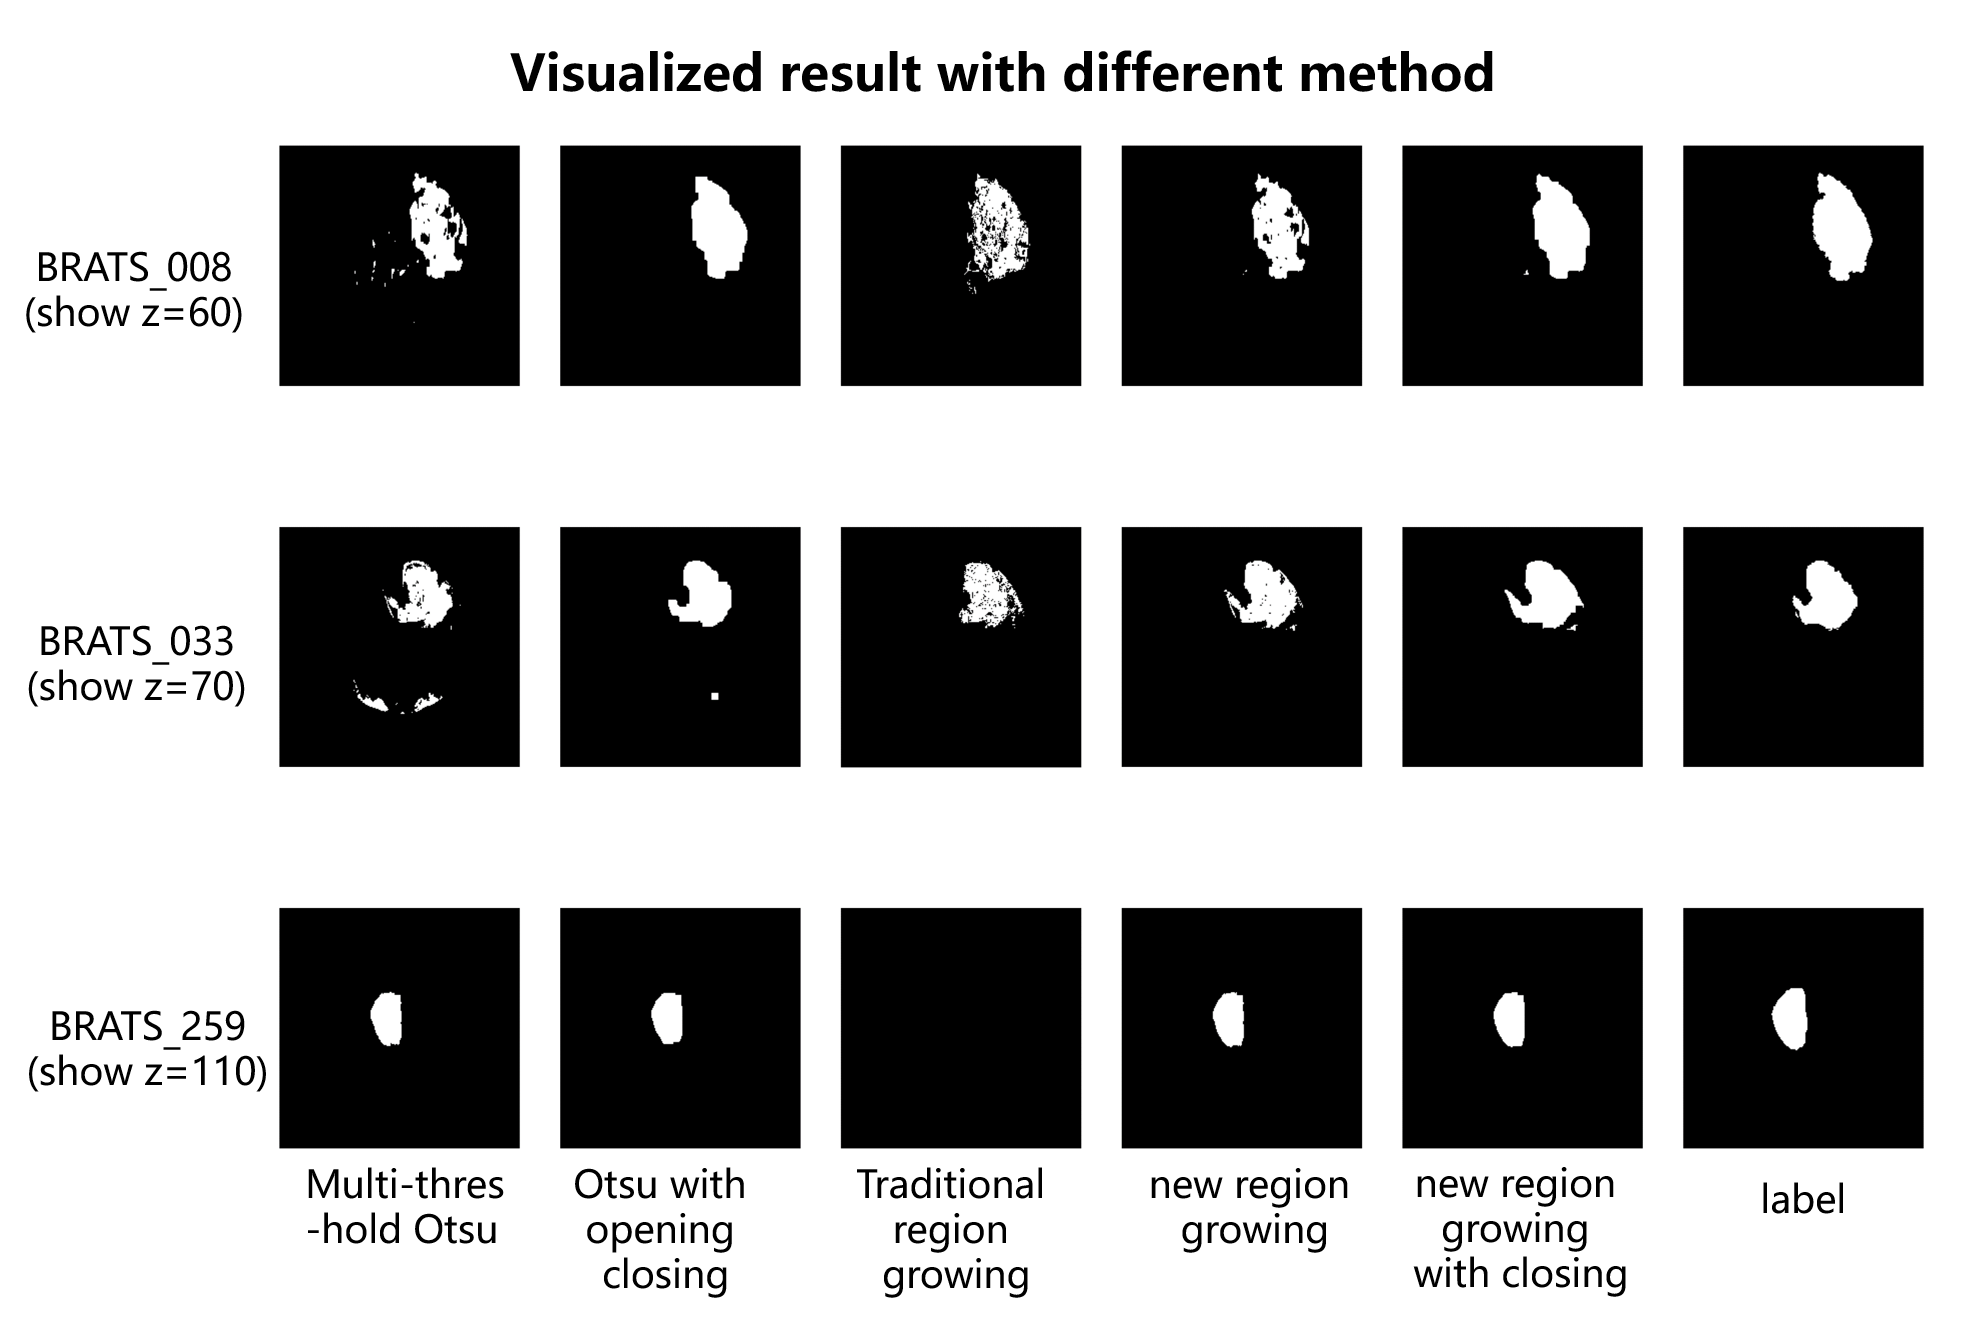 Visualized result with different method
BRATS_008
(show z=60)
BRATS_033
(show z=70)
BRATS_259
(show z=110)
Multi-thres
-hold Otsu
Otsu with
opening
closing
Traditional
region
growing
new region
growing
new region
growing
with closing
label